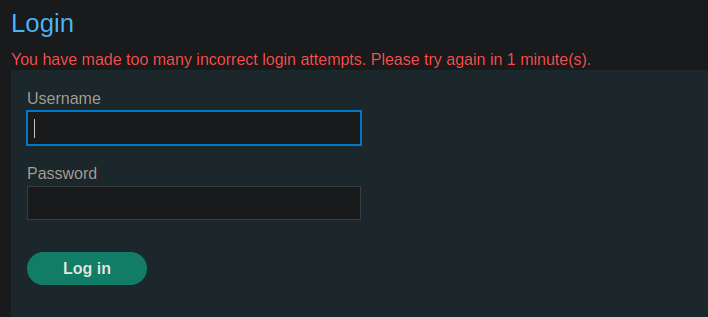 Login
You have made too many incorrect login attempts. Please try again in 1 minute(s).
Username
Password
Log in